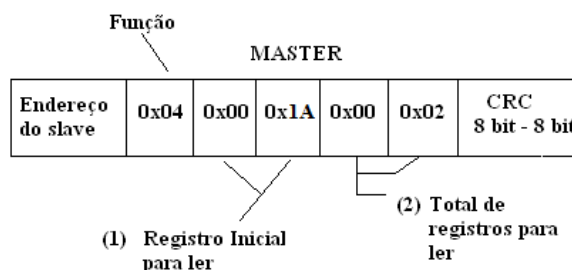 Função
MASTER
Endereço
do slave
0x04
0x00
0x1A
0x00
0x02
CRC
8 bit - 8 bit
(1) Registro Inicial
para ler
(2) Total de
registros para
ler